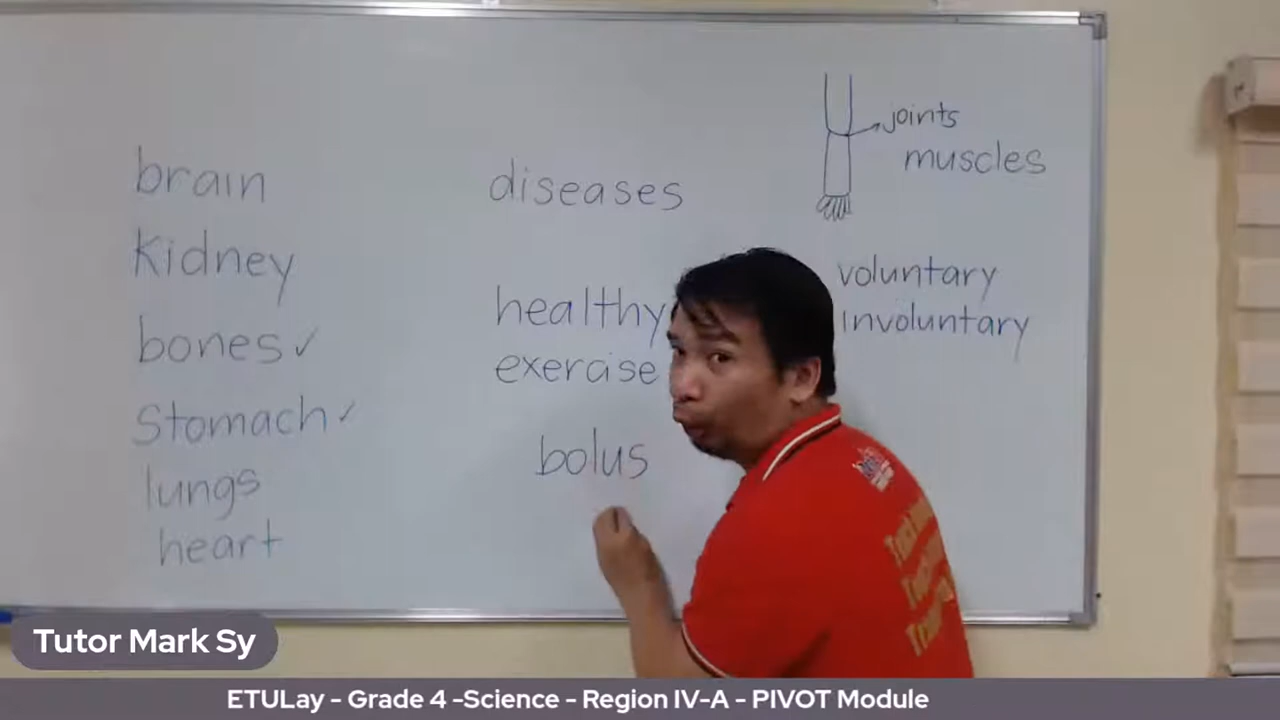 brain
kidney
bones ✓
Stomach ✓
lungs
heart
diseases
healthy
exercise
bolus
joints
muscles
voluntary
involuntary
Tutor Mark Sy
ETULay - Grade 4 -Science - Region IV-A - PIVOT Module